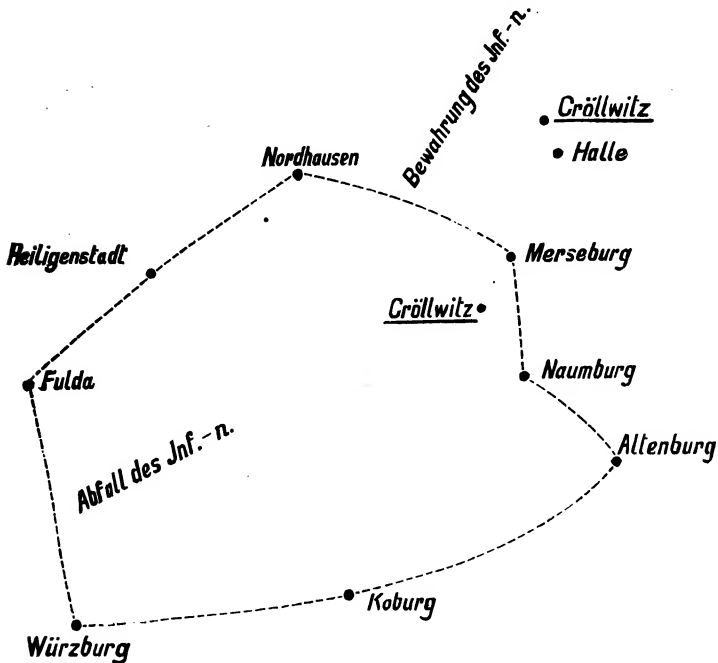 Bewahrung des Jnf.-n.
Cröllwitz
Halle
Nordhausen
Heiligenstadt
Merseburg
Cröllwitz
Fulda
Naumburg
Abfall des Jnf.-n.
Altenburg
Koburg
Würzburg